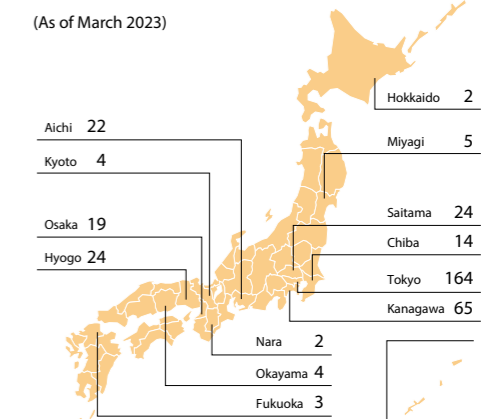 (As of March 2023)
Hokkaido 2
Aichi 22
Miyagi 5
Kyoto 4
Saitama 24
Osaka 19
Chiba 14
Hyogo 24
Tokyo 164
Kanagawa 65
Nara 2
Okayama 4
Fukuoka 3